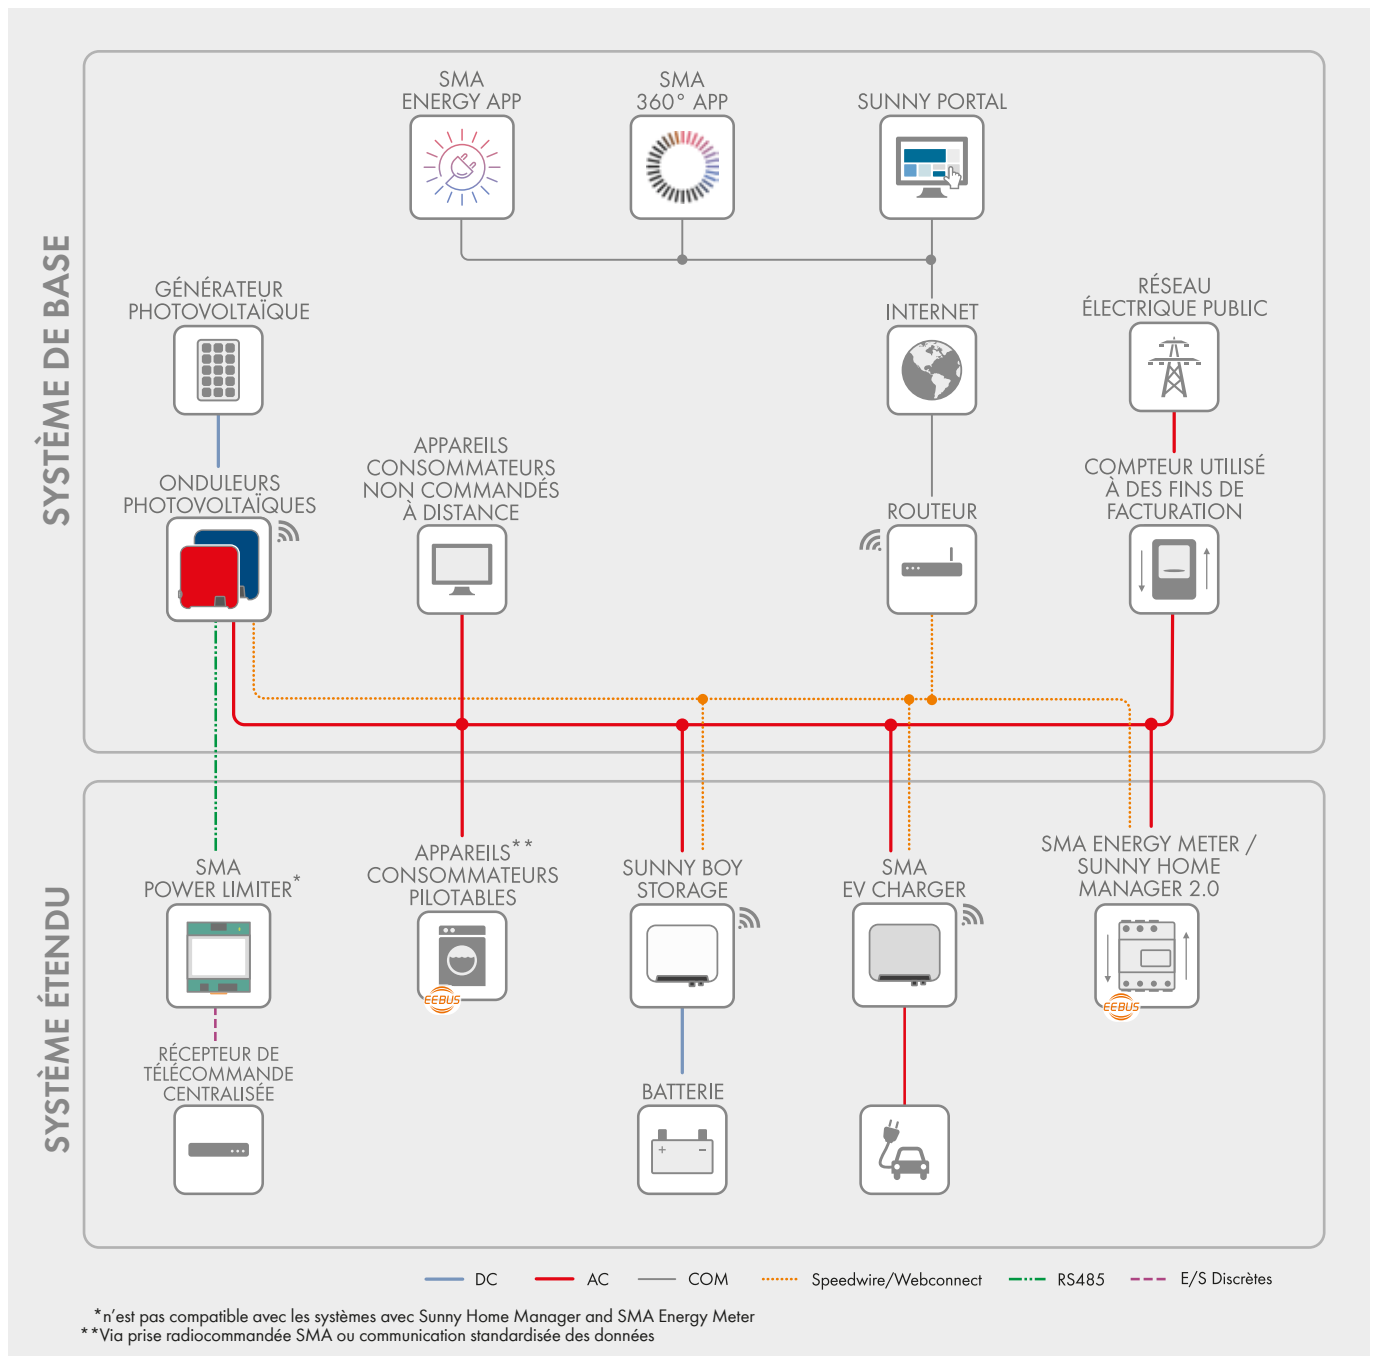 SYSTÈME DE BASE
SMA
ENERGY APP
SMA
360° APP
SUNNY PORTAL
GÉNÉRATEUR
PHOTOVOLTAÏQUE
INTERNET
RÉSEAU
ÉLECTRIQUE PUBLIC
ONDULEURS
PHOTOVOLTAÏQUES
APPAREILS
CONSOMMATEURS
NON COMMANDÉS
À DISTANCE
ROUTEUR
COMPTEUR UTILISÉ
À DES FINS DE
FACTURATION
SYSTÈME ÉTENDU
SMA
POWER LIMITER*
APPAREILS**
CONSOMMATEURS
PILOTABLES
EEBUS
SUNNY BOY
STORAGE
SMA
EV CHARGER
SMA ENERGY METER /
SUNNY HOME
MANAGER 2.0
EEBUS
RÉCEPTEUR DE
TÉLÉCOMMANDE
CENTRALISÉE
BATTERIE
+ −
DC
AC
COM
Speedwire/Webconnect
RS485
E/S Discrètes
*n'est pas compatible avec les systèmes avec Sunny Home Manager and SMA Energy Meter
**Via prise radiocommandée SMA ou communication standardisée des données